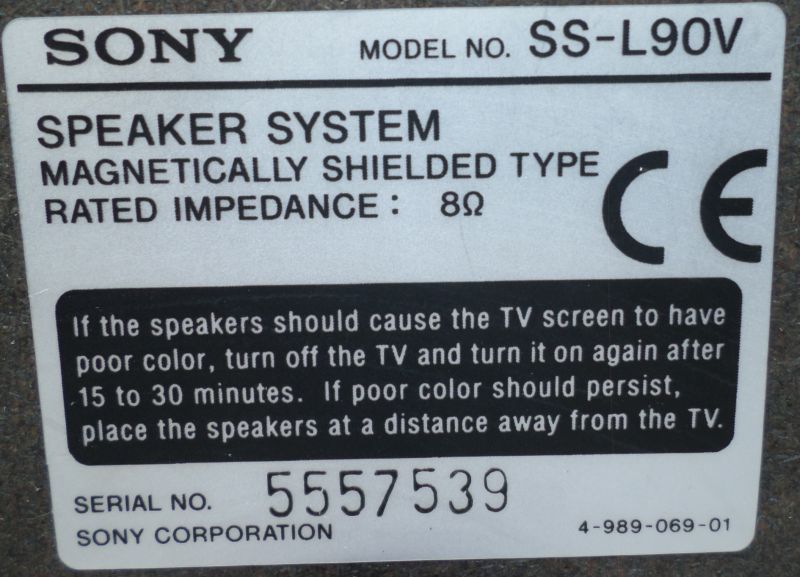 SONY MODEL NO. SS-L90V
SPEAKER SYSTEM
MAGNETICALLY SHIELDED TYPE
RATED IMPEDANCE : 8Ω
CE
If the speakers should cause the TV screen to have
poor color, turn off the TV and turn it on again after
15 to 30 minutes. If poor color should persist,
place the speakers at a distance away from the TV.
SERIAL NO. 5557539
SONY CORPORATION 4-989-069-01